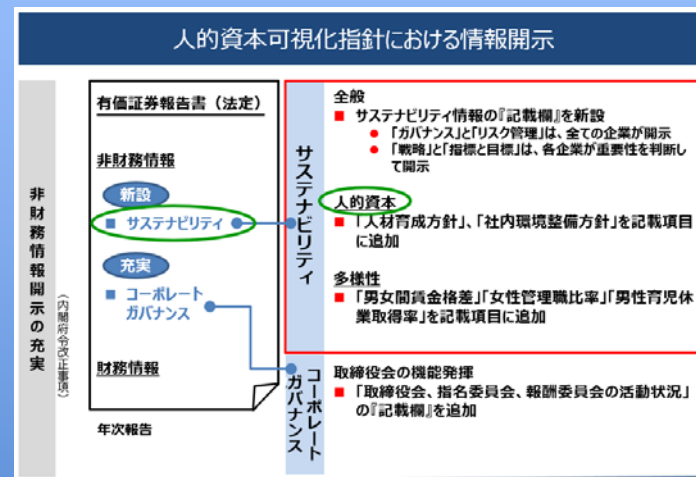 人的資本可視化指針における情報開示
非財務情報開示の充実
(内閣府令改正事項)
有価証券報告書(法定)
非財務情報
新設
■ サステナビリティ
充実
■ コーポレート
ガバナンス
財務情報
年次報告
サステナビリティ
全般
■ サステナビリティ情報の『記載欄』を新設
● 「ガバナンス」と「リスク管理」は、全ての企業が開示
● 「戦略」と「指標と目標」は、各企業が重要性を判断し
て開示
人的資本
■ 「人材育成方針」、「社内環境整備方針」を記載項目
に追加
多様性
■ 「男女間賃金格差」「女性管理職比率」「男性育児休
業取得率」を記載項目に追加
コーポレート
ガバナンス
取締役会の機能発揮
■ 「取締役会、指名委員会、報酬委員会の活動状況」
の『記載欄』を追加